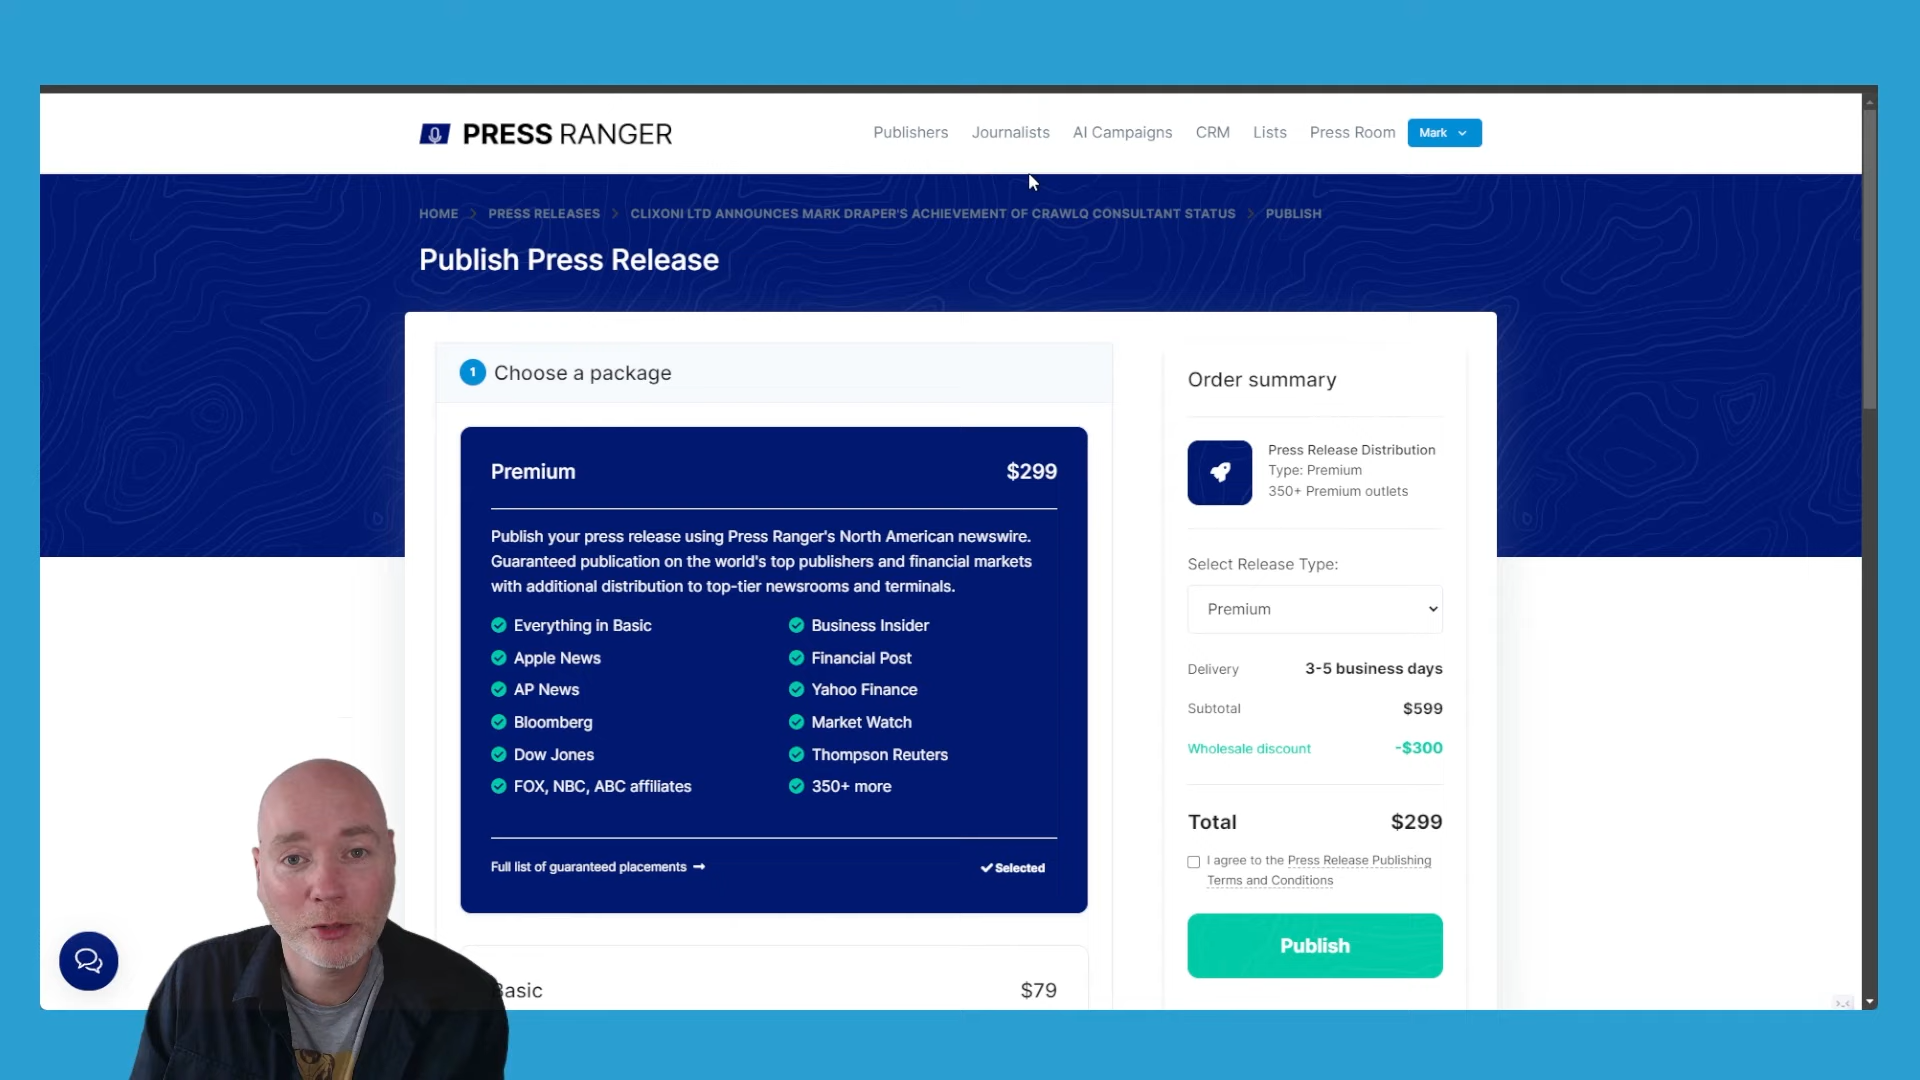 PRESS RANGER
Publishers
Journalists
AI Campaigns
CRM
Lists
Press Room
Mark
HOME
PRESS RELEASES
CLIXONI LTD ANNOUNCES MARK DRAPER'S ACHIEVEMENT OF CRAWLQ CONSULTANT STATUS
PUBLISH
Publish Press Release
1 Choose a package
Premium $299
Publish your press release using Press Ranger's North American newswire.
Guaranteed publication on the world's top publishers and financial markets
with additional distribution to top-tier newsrooms and terminals.
Everything in Basic
Business Insider
Apple News
Financial Post
AP News
Yahoo Finance
Bloomberg
Market Watch
Dow Jones
Thompson Reuters
FOX, NBC, ABC affiliates
350+ more
Full list of guaranteed placements
Selected
Basic $79
Order summary
Press Release Distribution
Type: Premium
350+ Premium outlets
Select Release Type:
Premium
Delivery 3-5 business days
Subtotal $599
Wholesale discount -$300
Total $299
I agree to the Press Release Publishing
Terms and Conditions
Publish